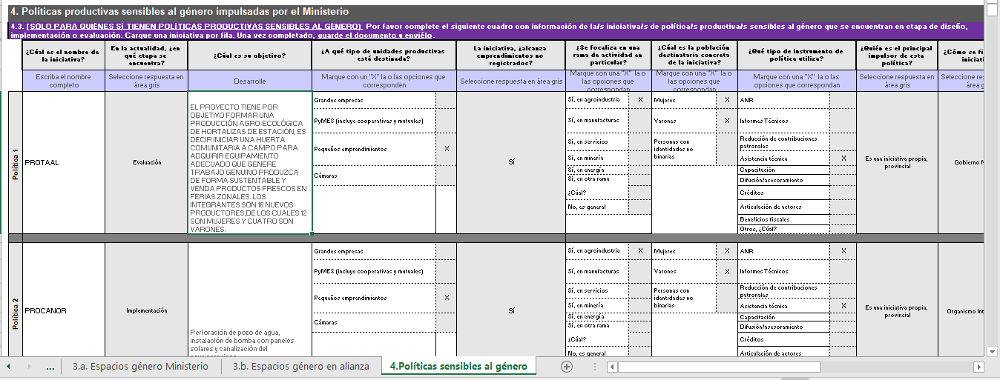 4. Políticas productivas sensibles al género impulsadas por el Ministerio
4.3. (SÓLO PARA QUIÉNES SÍ TIENEN POLÍTICAS PRODUCTIVAS SENSIBLES AL GÉNERO) Por favor complete el siguiente cuadro con información de la/s iniciativa/s de política/s productiva/s sensibles al género que se encuentran en etapa de diseño,
implementación o evaluación. Cargue una iniciativa por fila. Una vez completado, guarde el documento y envíelo.
¿Cuál es el nombre de
la iniciativa?
En la actualidad, ¿en
qué etapa se
encuentra?
¿Cuál es su objetivo?
¿A qué tipo de unidades productivas
está destinada?
La iniciativa, ¿alcanza
emprendimientos no
registrados?
¿Se focaliza en una
rama de actividad en
particular?
¿Cuál es la población
destinataria concreta
de la iniciativa?
¿Qué tipo de instrumento de
política utiliza?
¿Quién es el principal
impulsor de esta
política?
¿Cómo se fi
iniciati
Escriba el nombre
completo
Seleccione respuesta en
área gris
Desarrolle
Marque con un "X" la o las opciones que
corresponden
Seleccione respuesta en área gris
Marque con una "X" la o
las opciones que
correspondan
Marque con una "X" la o
las opciones que
correspondan
Marque con una "X" la o las
opciones que correspondan
Seleccione respuesta en
área gris
Seleccione res
área g
Política 1
PROTAAL
Evaluación
EL PROYECTO TIENE POR
OBJETIVO FORMAR UNA
PRODUCCIÓN AGRO-ECOLÓGICA
DE HORTALIZAS DE ESTACIÓN, ES
DECIR INICIAR UNA HUERTA
COMUNITARIA A CAMPO PARA
ADQUIRIR EQUIPAMIENTO
ADECUADO QUE GENERE
TRABAJO GENUINO PRODUZCA
DE FORMA SUSTENTABLE Y
VENDA PRODUCTOS FRESCOS EN
FERIAS ZONALES. LOS
INTEGRANTES SON 16 NUEVOS
PRODUCTORES,DE LOS CUALES 12
SON MUJERES Y CUATRO SON
VARONES.
Grandes empresas
PyMES (incluye cooperativas y mutuales)
Pequeños emprendimientos X
Cámaras
Sí
Sí, en agroindustria X
Sí, en manufacturas
Sí, en servicios
Sí, en minería
Sí, en energía
Sí, en otra rama
¿Cúal?
No, es general
Mujeres X
Varones X
Personas con
identidades no
binarias
ANR
Informes Técnicos
Reducción de contribuciones
patronales
Asistencia técnica X
Capacitación
Difusión/asesoramiento
Créditos
Articulación de actores
Beneficios fiscales
Otros, ¿Cúal?
Es una iniciativa propia,
provincial
Gobierno N
Política 2
PROCANOR
Implementación
Perforación de pozo de agua,
instalación de bomba con paneles
solares y canalización del
Grandes empresas
PyMES (incluye cooperativas y mutuales)
Pequeños emprendimientos X
Cámaras
Sí
Sí, en agroindustria X
Sí, en manufacturas
Sí, en servicios
Sí, en minería
Sí, en energía
Sí, en otra rama
¿Cúal?
No, es general
Mujeres X
Varones X
Personas con
identidades no
binarias
ANR X
Informes Técnicos
Reducción de contribuciones
patronales
Asistencia técnica X
Capacitación
Difusión/asesoramiento
Créditos
Articulación de actores
Es una iniciativa propia,
provincial
Organismo Int
... 3.a. Espacios género Ministerio 3.b. Espacios género en alianza 4.Políticas sensibles al género